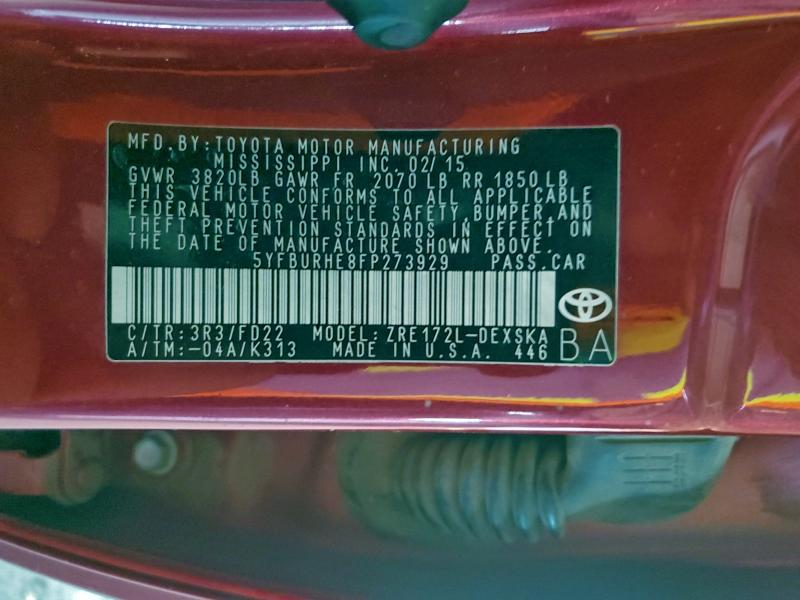 MFD.BY:TOYOTA MOTOR MANUFACTURING
MISSISSIPPI INC. 02/15
GVWR 3820LB GAWR FR 2070 LB RR 1850 LB
THIS VEHICLE CONFORMS TO ALL APPLICABLE
FEDERAL MOTOR VEHICLE SAFETY, BUMPER, AND
THEFT PREVENTION STANDARDS IN EFFECT ON
THE DATE OF MANUFACTURE SHOWN ABOVE.
5YFBURHE8FP273929 PASS.CAR
C/TR:3R3/FD22 MODEL:ZRE172L-DEXSKA
A/TM:-04A/K313 MADE IN U.S.A. 446 BA